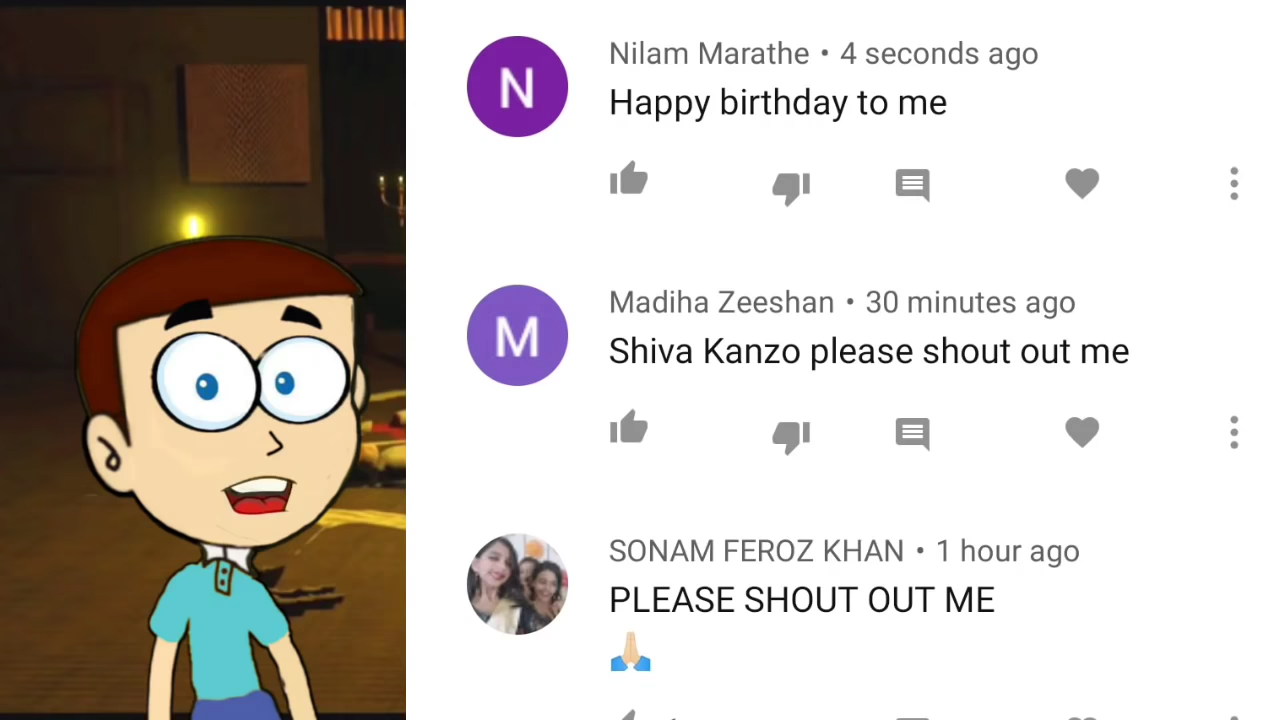 N
Nilam Marathe • 4 seconds ago
Happy birthday to me
M
Madiha Zeeshan • 30 minutes ago
Shiva Kanzo please shout out me
SONAM FEROZ KHAN • 1 hour ago
PLEASE SHOUT OUT ME
🙏🏼